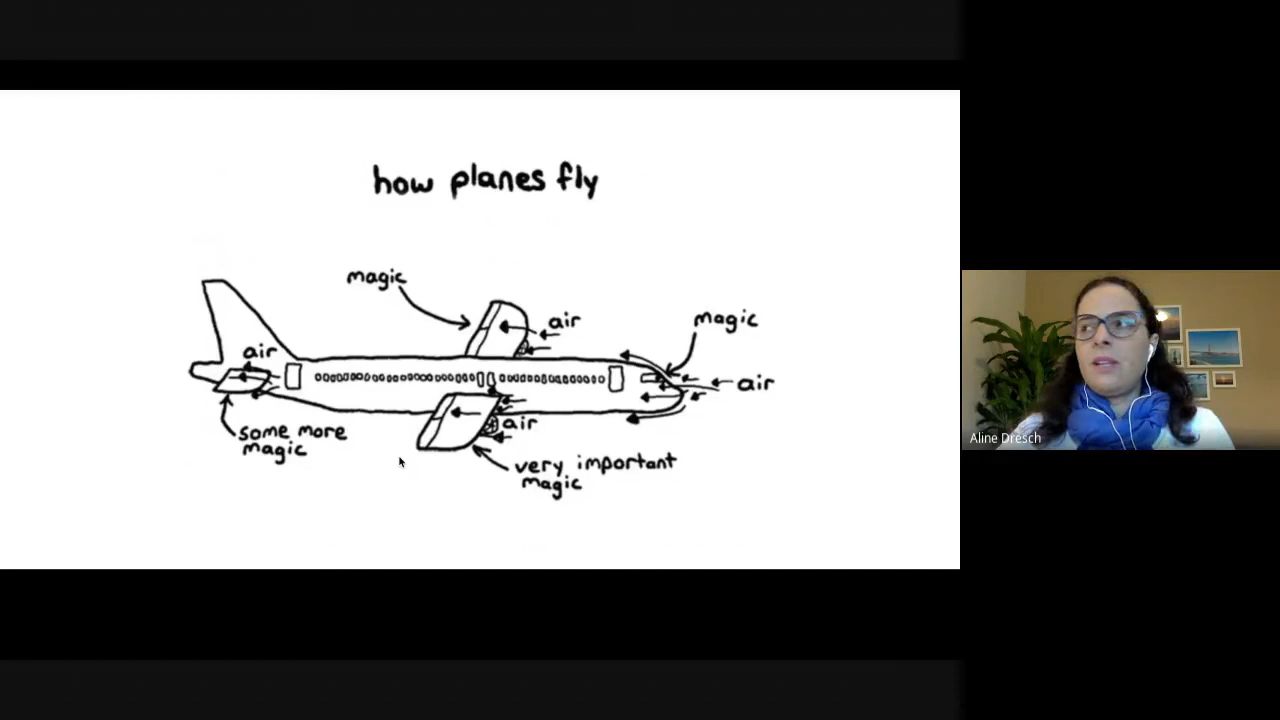 how planes fly
magic
air
magic
air
air
some more
magic
air
very important
magic
Aline Dresch